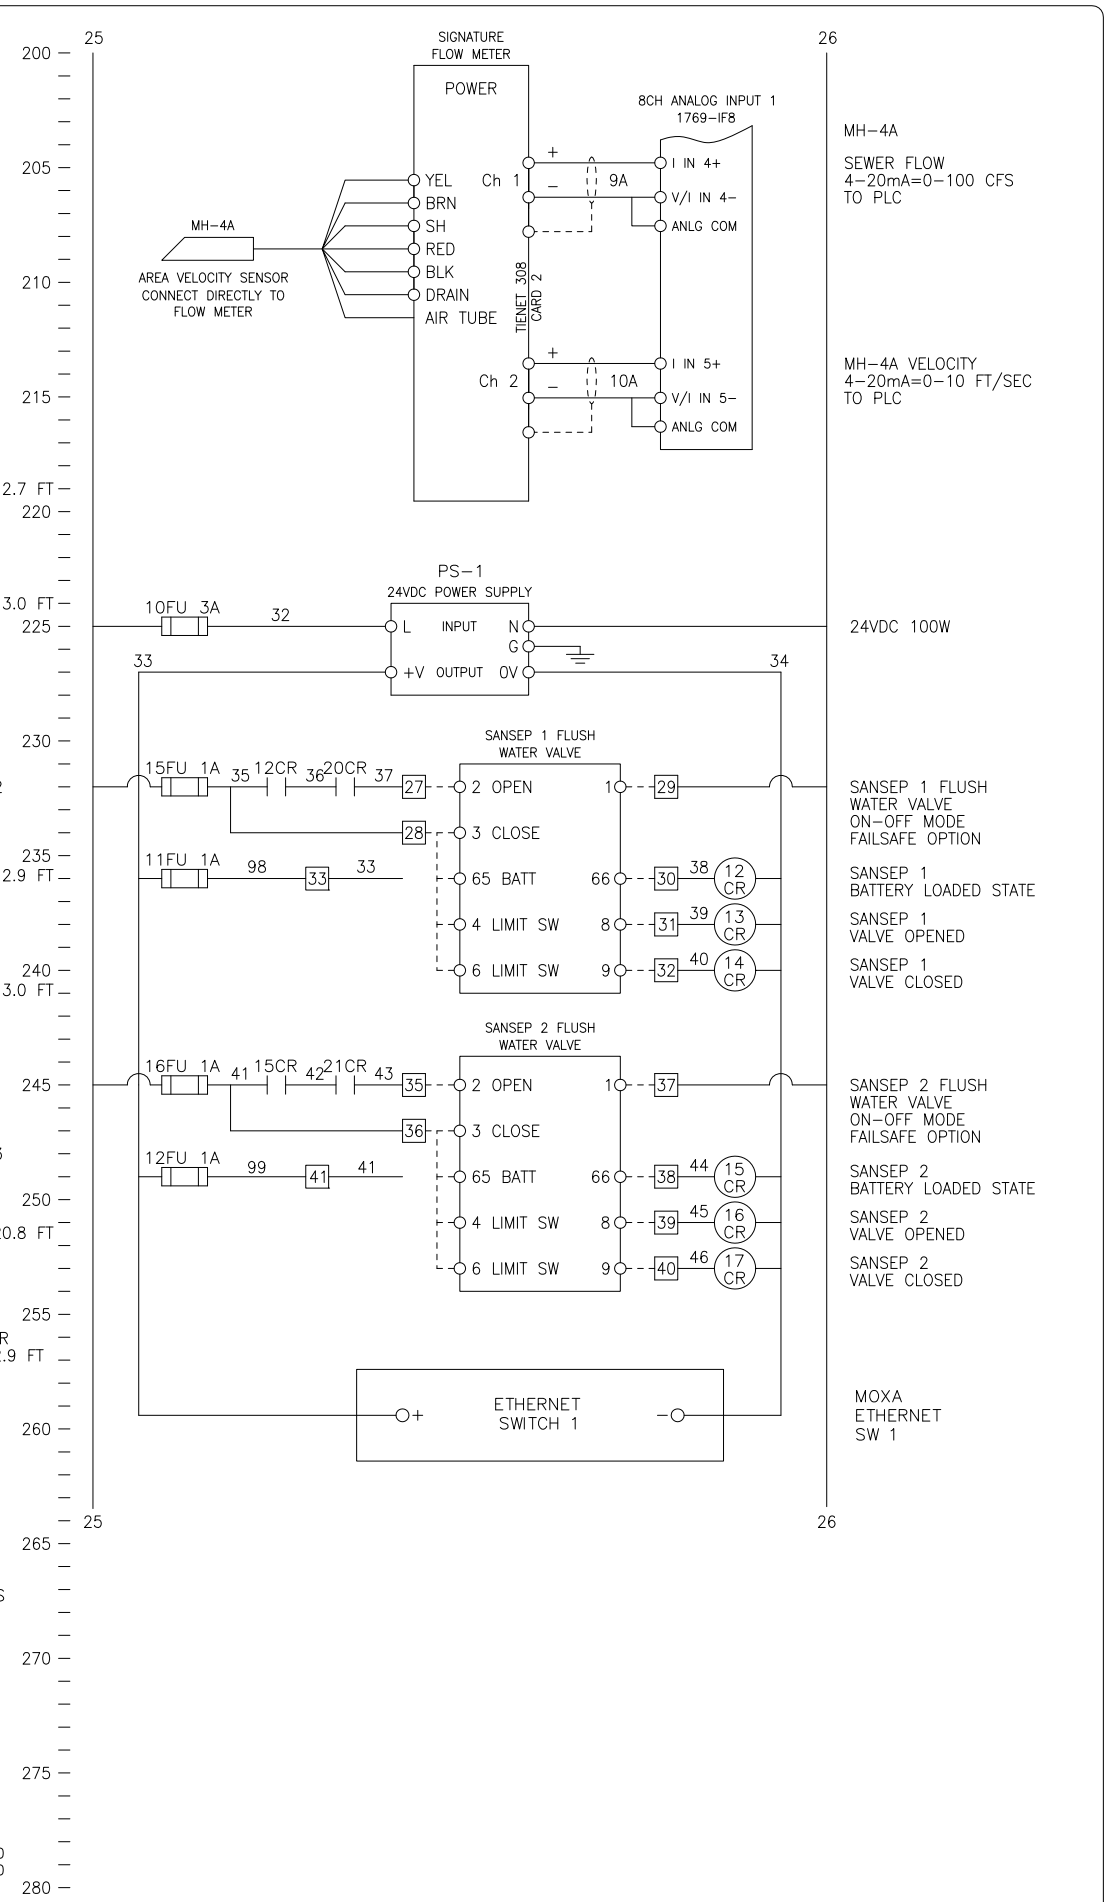 25
26
SIGNATURE
FLOW METER
POWER
8CH ANALOG INPUT 1
1769-IF8
MH-4A
SEWER FLOW
4-20mA=0-100 CFS
TO PLC
200
205
210
215
2.7 FT
220
3.0 FT
225
230
235
2.9 FT
240
3.0 FT
245
250
20.8 FT
255
.9 FT
260
265
270
275
280
YEL
BRN
SH
RED
BLK
DRAIN
AIR TUBE
Ch 1
+
-
9A
I IN 4+
V/I IN 4-
ANLG COM
MH-4A
AREA VELOCITY SENSOR
CONNECT DIRECTLY TO
FLOW METER
TIENET 308
CARD 2
Ch 2
+
-
10A
I IN 5+
V/I IN 5-
ANLG COM
MH-4A VELOCITY
4-20mA=0-10 FT/SEC
TO PLC
PS-1
24VDC POWER SUPPLY
10FU 3A
32
L INPUT N
G
24VDC 100W
33
+V OUTPUT 0V
34
SANSEP 1 FLUSH
WATER VALVE
15FU 1A 35 12CR 36 20CR 37 27 2 OPEN 1 29
SANSEP 1 FLUSH
WATER VALVE
ON-OFF MODE
FAILSAFE OPTION
28 3 CLOSE
11FU 1A 98 33 33 65 BATT 66 30 38 12 CR
SANSEP 1
BATTERY LOADED STATE
4 LIMIT SW 8 31 39 13 CR
SANSEP 1
VALVE OPENED
6 LIMIT SW 9 32 40 14 CR
SANSEP 1
VALVE CLOSED
SANSEP 2 FLUSH
WATER VALVE
16FU 1A 41 15CR 42 21CR 43 35 2 OPEN 1 37
SANSEP 2 FLUSH
WATER VALVE
ON-OFF MODE
FAILSAFE OPTION
36 3 CLOSE
12FU 1A 99 41 41 65 BATT 66 38 44 15 CR
SANSEP 2
BATTERY LOADED STATE
4 LIMIT SW 8 39 45 16 CR
SANSEP 2
VALVE OPENED
6 LIMIT SW 9 40 46 17 CR
SANSEP 2
VALVE CLOSED
+ ETHERNET
SWITCH 1 -
MOXA
ETHERNET
SW 1
25
26